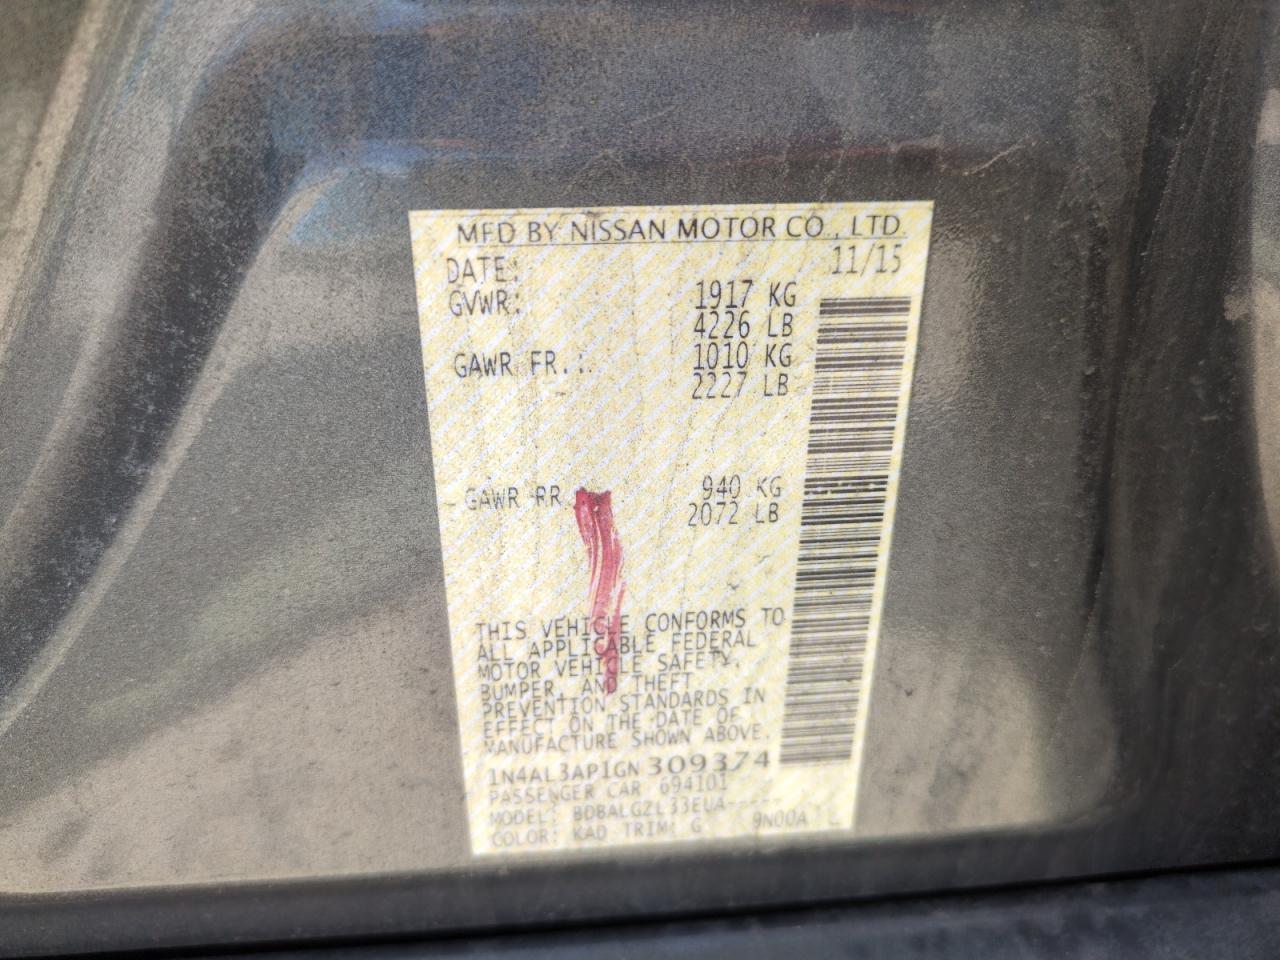 MFD BY NISSAN MOTOR CO., LTD.
DATE: 11/15
GVWR: 1917 KG
4226 LB
GAWR FR.: 1010 KG
2227 LB
GAWR RR 940 KG
2072 LB
THIS VEHICLE CONFORMS TO
ALL APPLICABLE FEDERAL
MOTOR VEHICLE SAFETY,
BUMPER, AND THEFT
PREVENTION STANDARDS IN
EFFECT ON THE DATE OF
MANUFACTURE SHOWN ABOVE.
1N4AL3AP1GN 309374
PASSENGER CAR 694101
MODEL: BDBALGZL33EUA-----
COLOR: KAD TRIM: G 9N00A